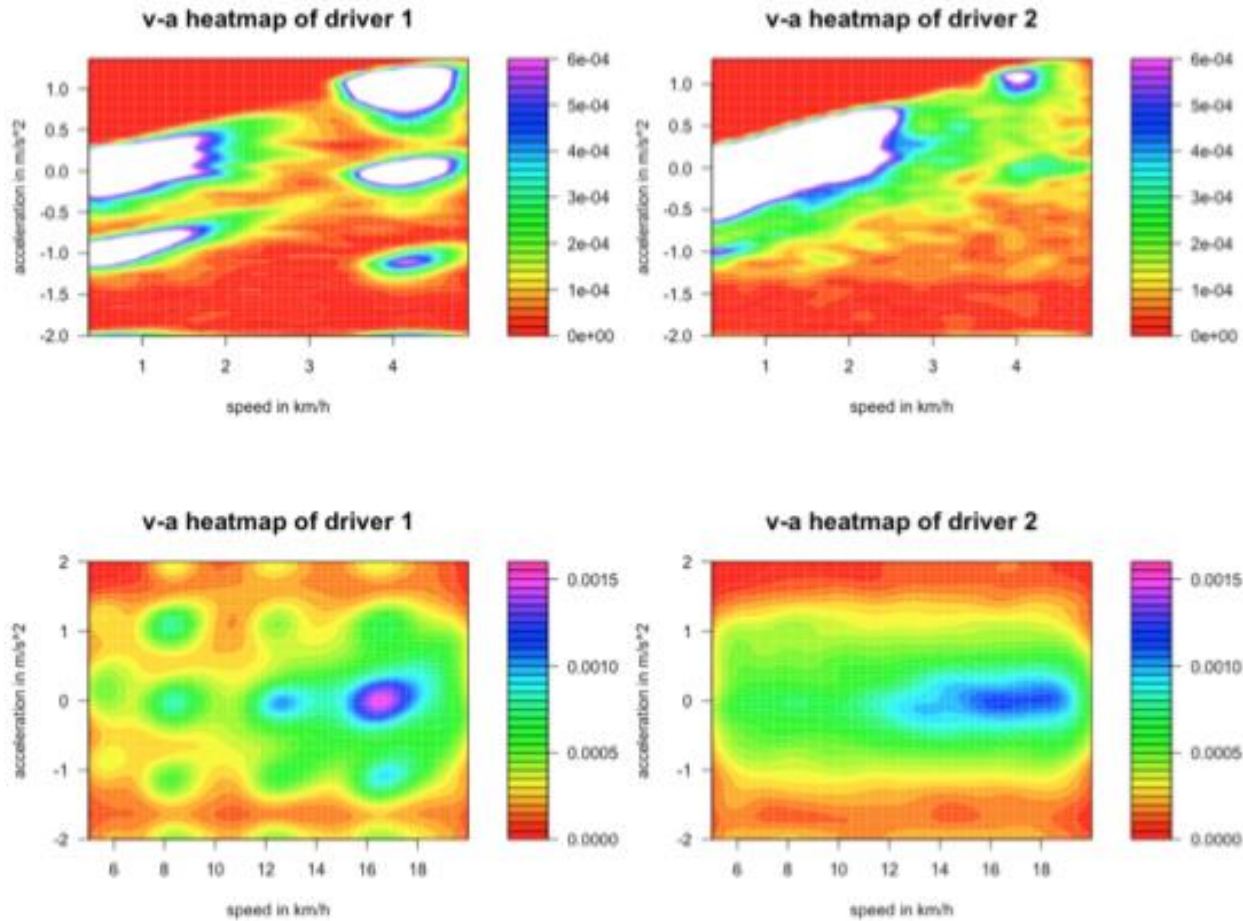 v-a heatmap of driver 1
acceleration in m/s^2
1.0
0.5
0.0
-0.5
-1.0
-1.5
-2.0
1 2 3 4
speed in km/h
6e-04
5e-04
4e-04
3e-04
2e-04
1e-04
0e+00
v-a heatmap of driver 2
acceleration in m/s^2
1.0
0.5
0.0
-0.5
-1.0
-1.5
-2.0
1 2 3 4
speed in km/h
6e-04
5e-04
4e-04
3e-04
2e-04
1e-04
0e+00
v-a heatmap of driver 1
acceleration in m/s^2
2
1
0
-1
-2
6 8 10 12 14 16 18
speed in km/h
0.0015
0.0010
0.0005
0.0000
v-a heatmap of driver 2
acceleration in m/s^2
2
1
0
-1
-2
6 8 10 12 14 16 18
speed in km/h
0.0015
0.0010
0.0005
0.0000